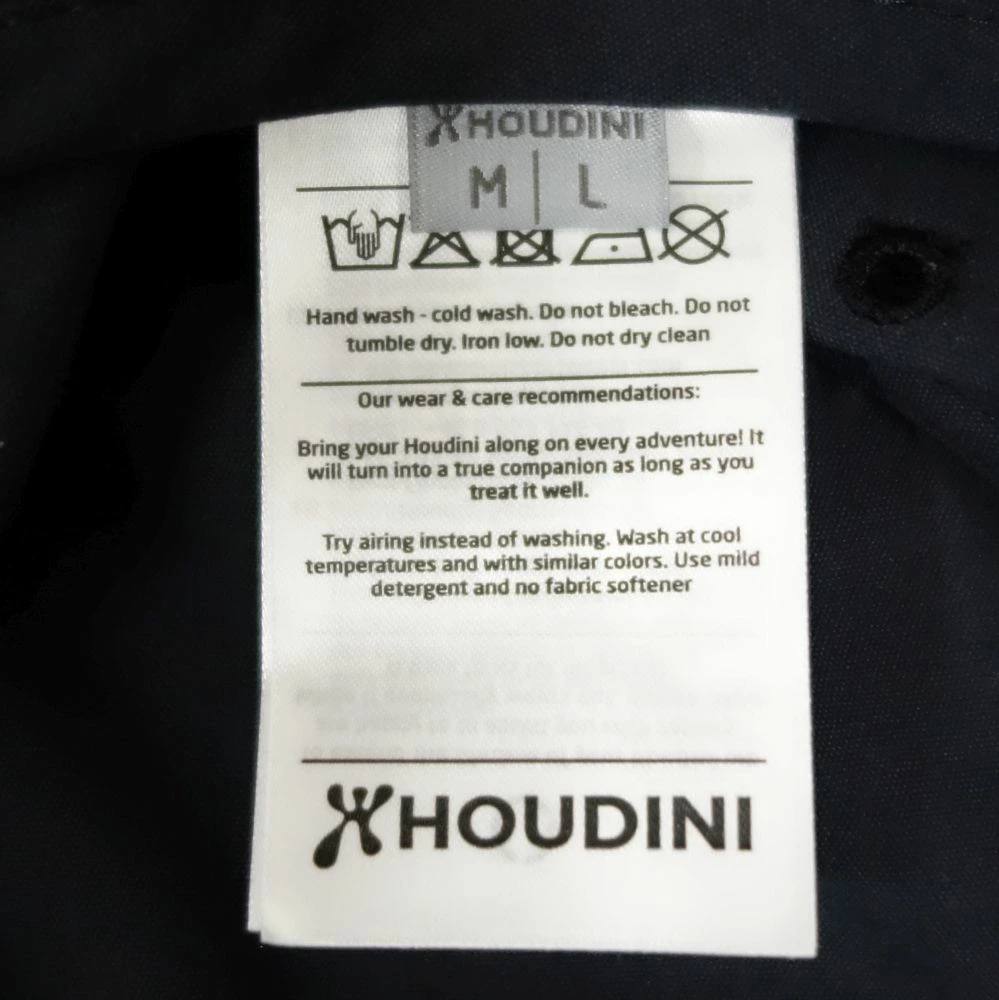 HOUDINI
M | L
Hand wash - cold wash. Do not bleach. Do not
tumble dry. Iron low. Do not dry clean
Our wear & care recommendations:
Bring your Houdini along on every adventure! It
will turn into a true companion as long as you
treat it well.
Try airing instead of washing. Wash at cool
temperatures and with similar colors. Use mild
detergent and no fabric softener
HOUDINI